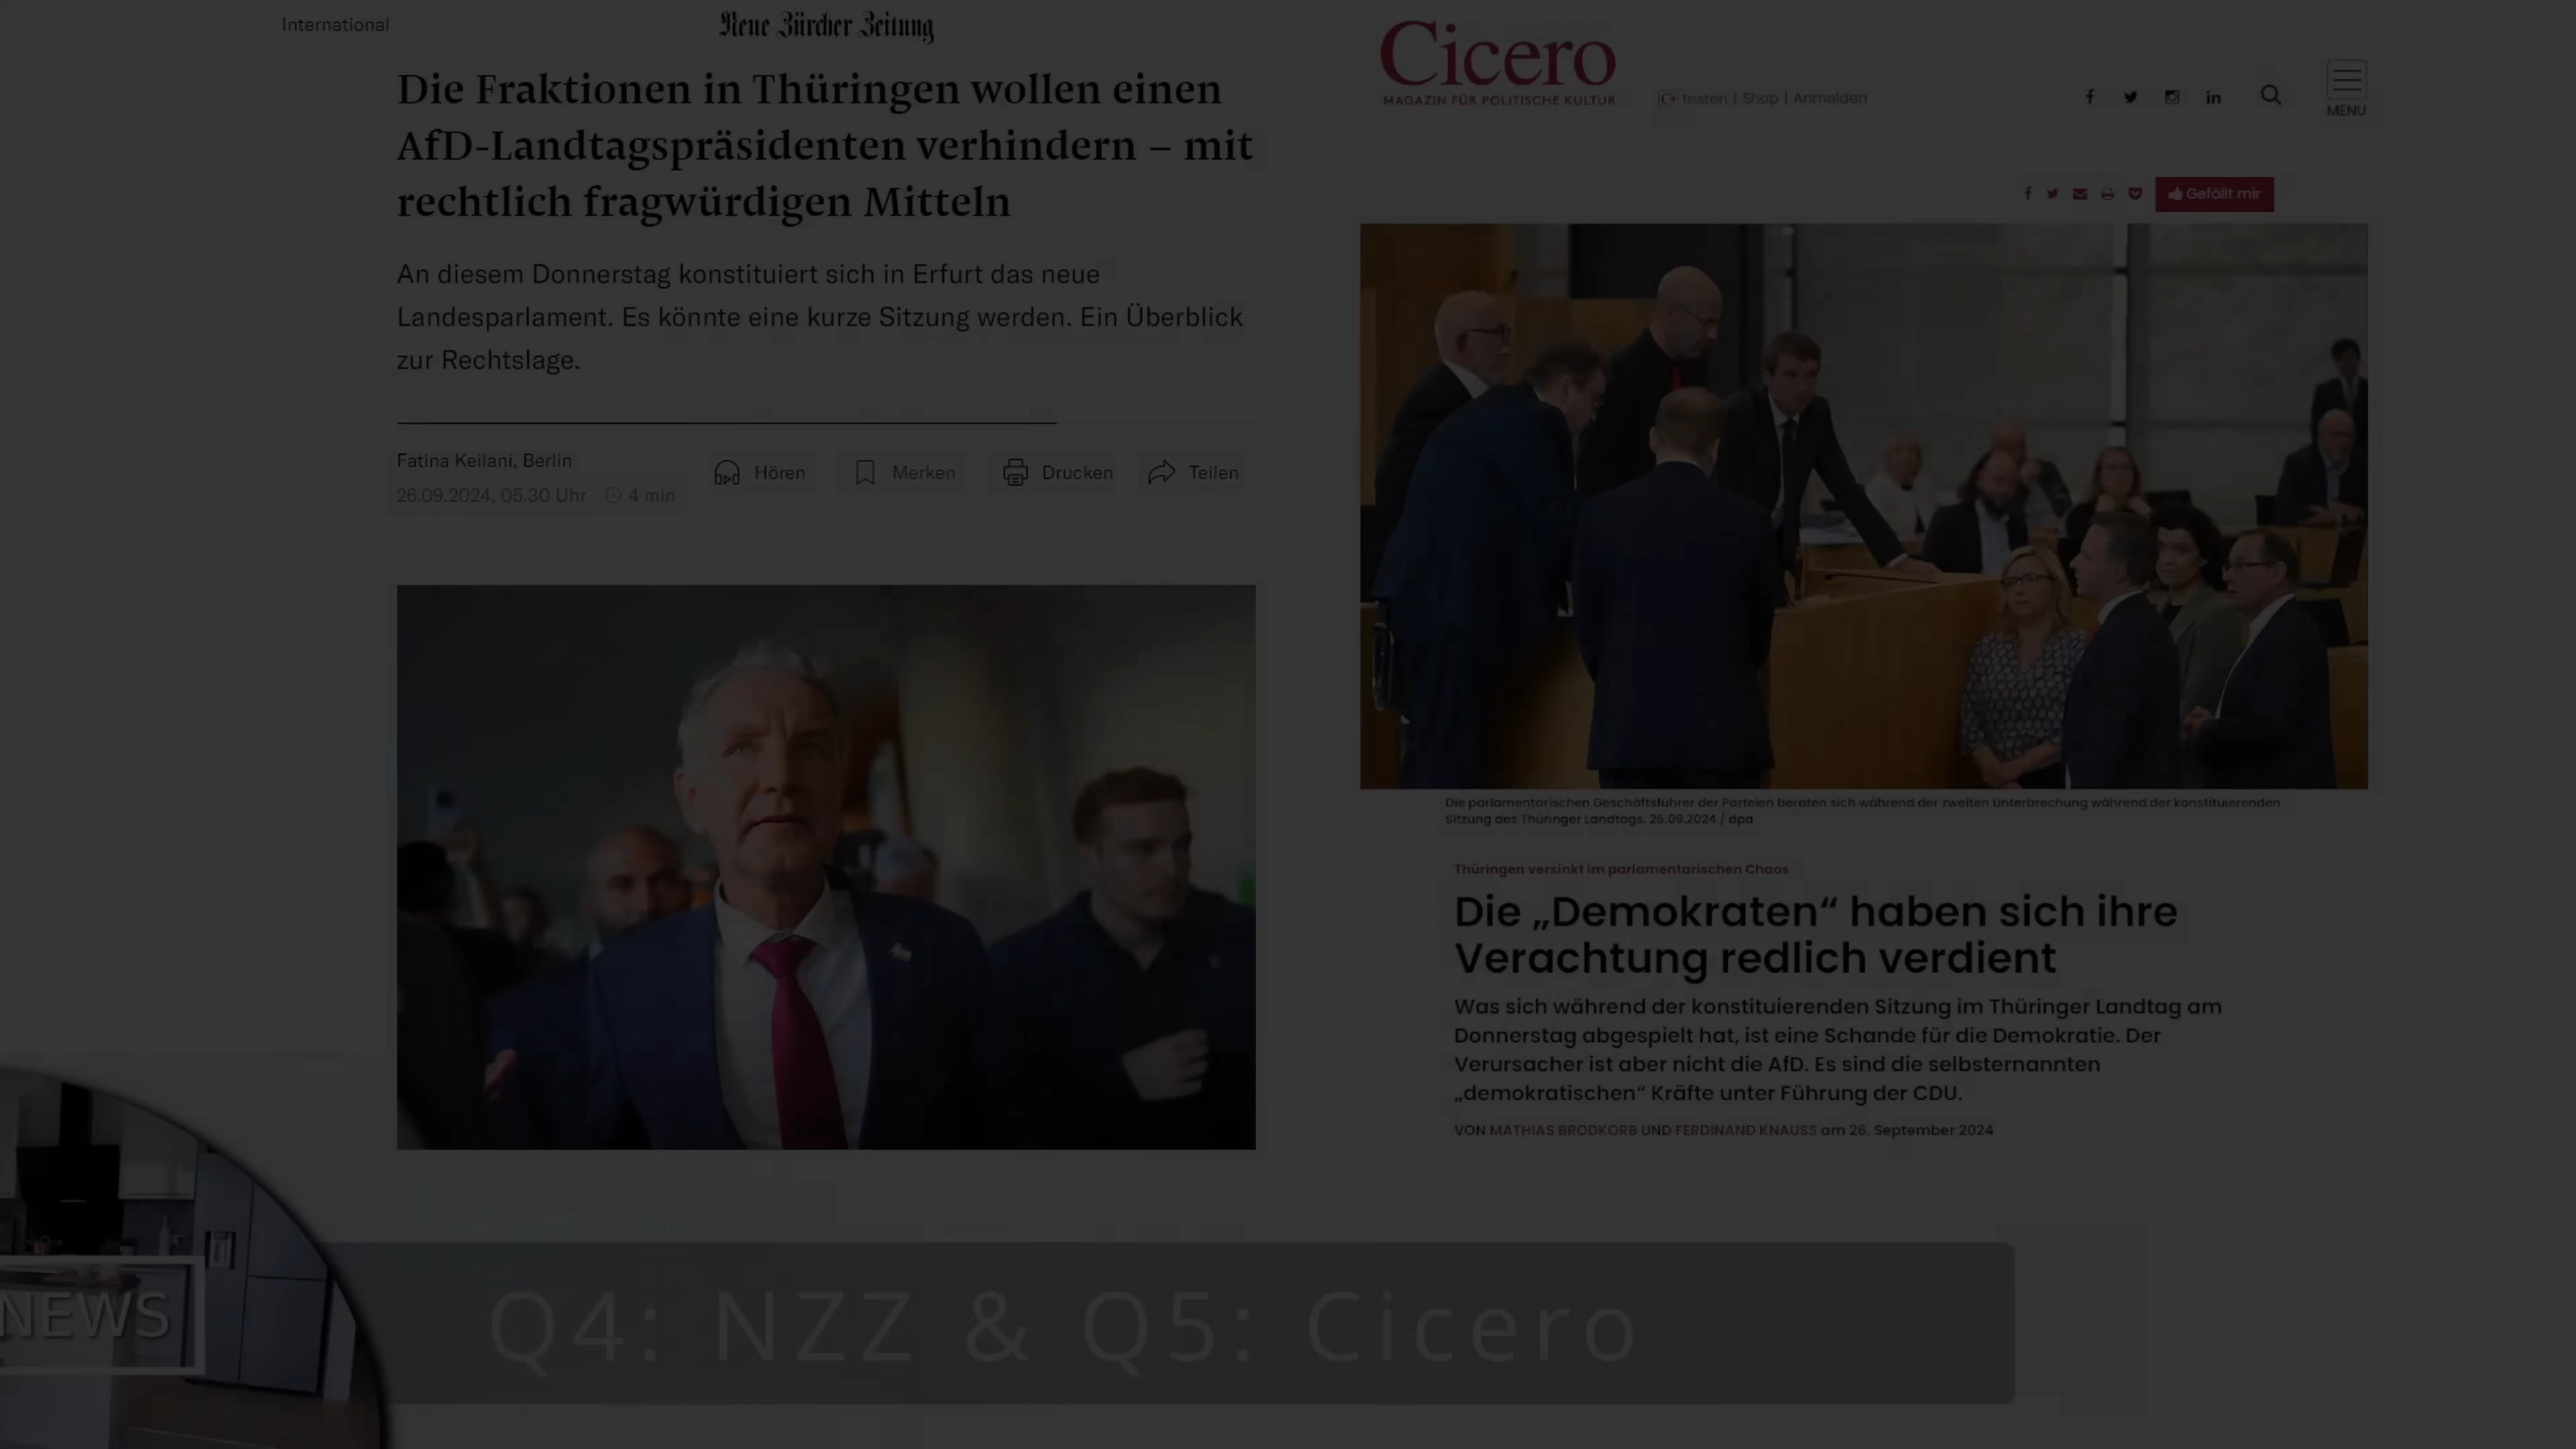 International
Neue Zürcher Zeitung
Die Fraktionen in Thüringen wollen einen
AfD-Landtagspräsidenten verhindern – mit
rechtlich fragwürdigen Mitteln
An diesem Donnerstag konstituiert sich in Erfurt das neue
Landesparlament. Es könnte eine kurze Sitzung werden. Ein Überblick
zur Rechtslage.
Fatina Keilani, Berlin
26.09.2024, 05.30 Uhr 4 min
Hören Merken Drucken Teilen
Cicero
MAGAZIN FÜR POLITISCHE KULTUR
C+ testen | Shop | Anmelden
MENU
Gefällt mir
Die parlamentarischen Geschäftsführer der Parteien beraten sich während der zweiten Unterbrechung während der konstituierenden
Sitzung des Thüringer Landtags, 26.09.2024 / dpa
Thüringen versinkt im parlamentarischen Chaos
Die „Demokraten“ haben sich ihre
Verachtung redlich verdient
Was sich während der konstituierenden Sitzung im Thüringer Landtag am
Donnerstag abgespielt hat, ist eine Schande für die Demokratie. Der
Verursacher ist aber nicht die AfD. Es sind die selbsternannten
„demokratischen“ Kräfte unter Führung der CDU.
VON MATHIAS BRODKORB UND FERDINAND KNAUSS am 26. September 2024
NEWS
Q4: NZZ & Q5: Cicero